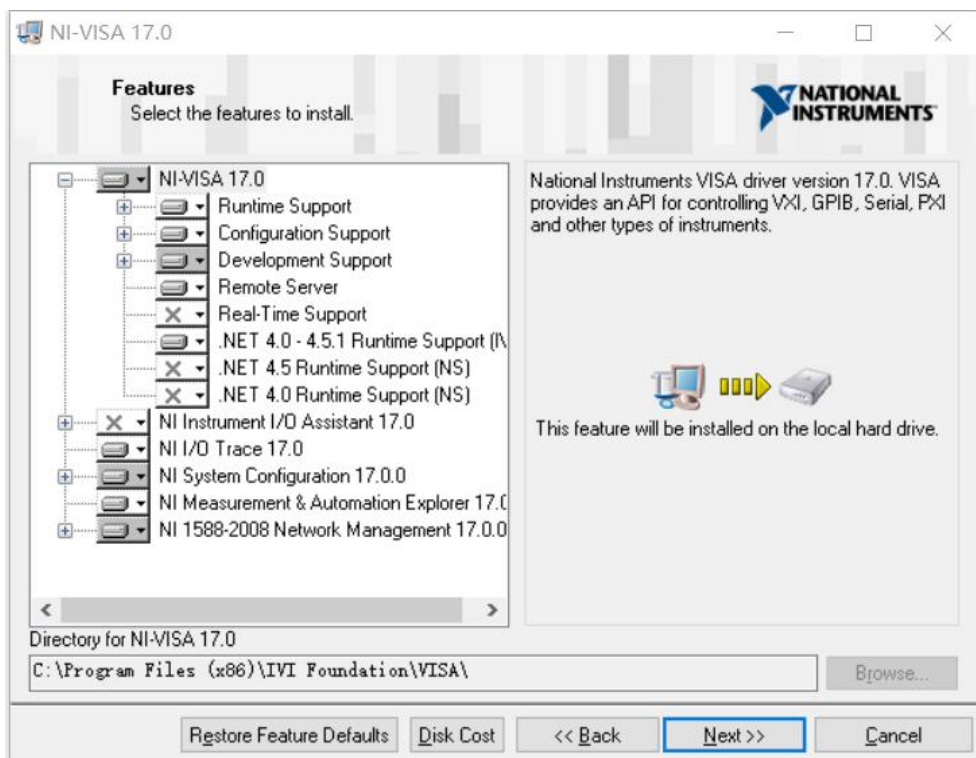 NI-VISA 17.0
Features
Select the features to install.
NATIONAL
INSTRUMENTS
NI-VISA 17.0
Runtime Support
Configuration Support
Development Support
Remote Server
Real-Time Support
.NET 4.0 - 4.5.1 Runtime Support (IV
.NET 4.5 Runtime Support (NS)
.NET 4.0 Runtime Support (NS)
NI Instrument I/O Assistant 17.0
NI I/O Trace 17.0
NI System Configuration 17.0.0
NI Measurement & Automation Explorer 17.0
NI 1588-2008 Network Management 17.0.0
National Instruments VISA driver version 17.0. VISA
provides an API for controlling VXI, GPIB, Serial, PXI
and other types of instruments.
This feature will be installed on the local hard drive.
Directory for NI-VISA 17.0
C:\Program Files (x86)\IVI Foundation\VISA\
Browse...
Restore Feature Defaults
Disk Cost
<< Back
Next >>
Cancel